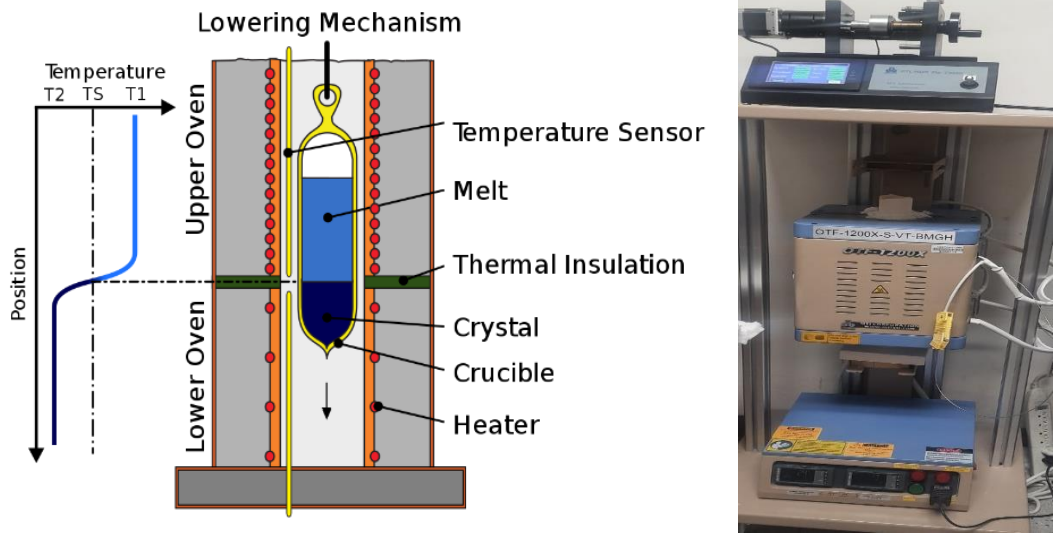 Lowering Mechanism
Temperature
T2 TS T1
Position
Upper Oven
Lower Oven
Temperature Sensor
Melt
Thermal Insulation
Crystal
Crucible
Heater
OTF-1200X-S-VT-BMGH
OTF-1200X